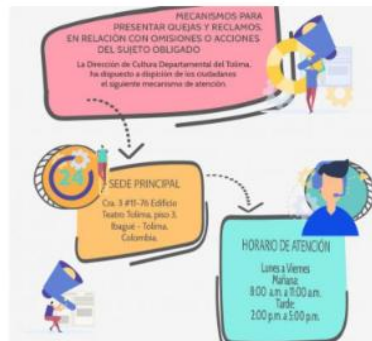 MECANISMOS PARA
PRESENTAR QUEJAS Y RECLAMOS,
EN RELACIÓN CON OMISIONES O ACCIONES
DEL SUJETO OBLIGADO
La Dirección de Cultura Departamental del Tolima,
ha dispuesto a disposición de los ciudadanos
el siguiente mecanismo de atención.
24
SEDE PRINCIPAL
Cra. 3 #11-76 Edificio
Teatro Tolima, piso 3.
Ibagué - Tolima,
Colombia.
HORARIO DE ATENCIÓN
Lunes a Viernes
Mañana:
8:00 a.m. a 11:00 a.m.
Tarde:
2:00 p.m. a 5:00 p.m.